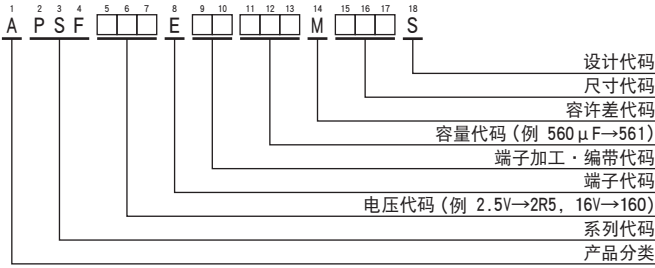 1 2 3 4 5 6 7 8 9 10 11 12 13 14 15 16 17 18
A P S F □□□ E □□ □□□ M □□□ S
设计代码
尺寸代码
容许差代码
容量代码 (例 560μF→561)
端子加工・编带代码
端子代码
电压代码 (例 2.5V→2R5, 16V→160)
系列代码
产品分类